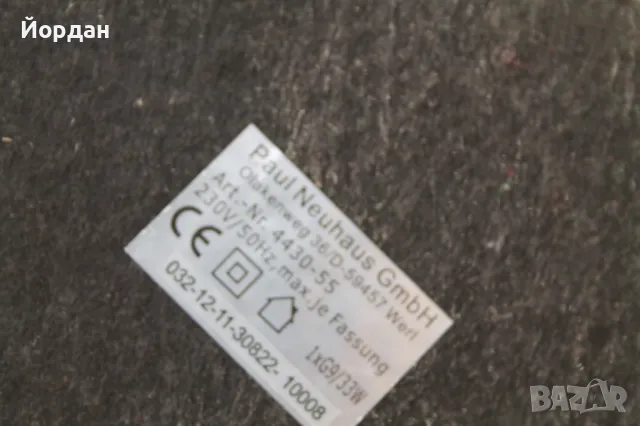 Йордан
Paul Neuhaus GmbH
Olakenweg 36/D-59457 Werl
Art.-Nr. 4430-55
230V/50Hz,max.je Fassung
1xG9/33W
CE
032-12-11-30822- 10008
BAZAR